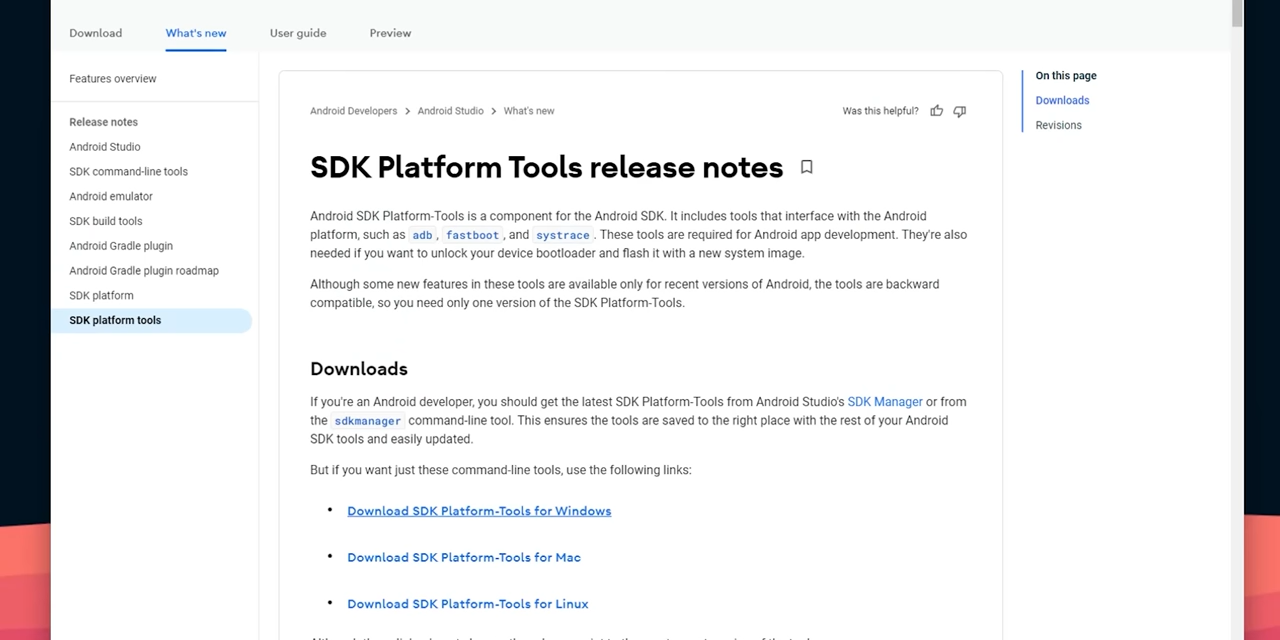 Download
What's new
User guide
Preview
Features overview
Release notes
Android Studio
SDK command-line tools
Android emulator
SDK build tools
Android Gradle plugin
Android Gradle plugin roadmap
SDK platform
SDK platform tools
Android Developers > Android Studio > What's new
Was this helpful?
SDK Platform Tools release notes
Android SDK Platform-Tools is a component for the Android SDK. It includes tools that interface with the Android
platform, such as adb, fastboot, and systrace. These tools are required for Android app development. They're also
needed if you want to unlock your device bootloader and flash it with a new system image.
Although some new features in these tools are available only for recent versions of Android, the tools are backward
compatible, so you need only one version of the SDK Platform-Tools.
Downloads
If you're an Android developer, you should get the latest SDK Platform-Tools from Android Studio's SDK Manager or from
the sdkmanager command-line tool. This ensures the tools are saved to the right place with the rest of your Android
SDK tools and easily updated.
But if you want just these command-line tools, use the following links:
• Download SDK Platform-Tools for Windows
• Download SDK Platform-Tools for Mac
• Download SDK Platform-Tools for Linux
On this page
Downloads
Revisions